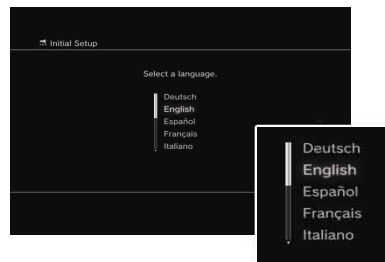 Initial Setup
Select a language.
Deutsch
English
Español
Français
Italiano
Deutsch
English
Español
Français
Italiano